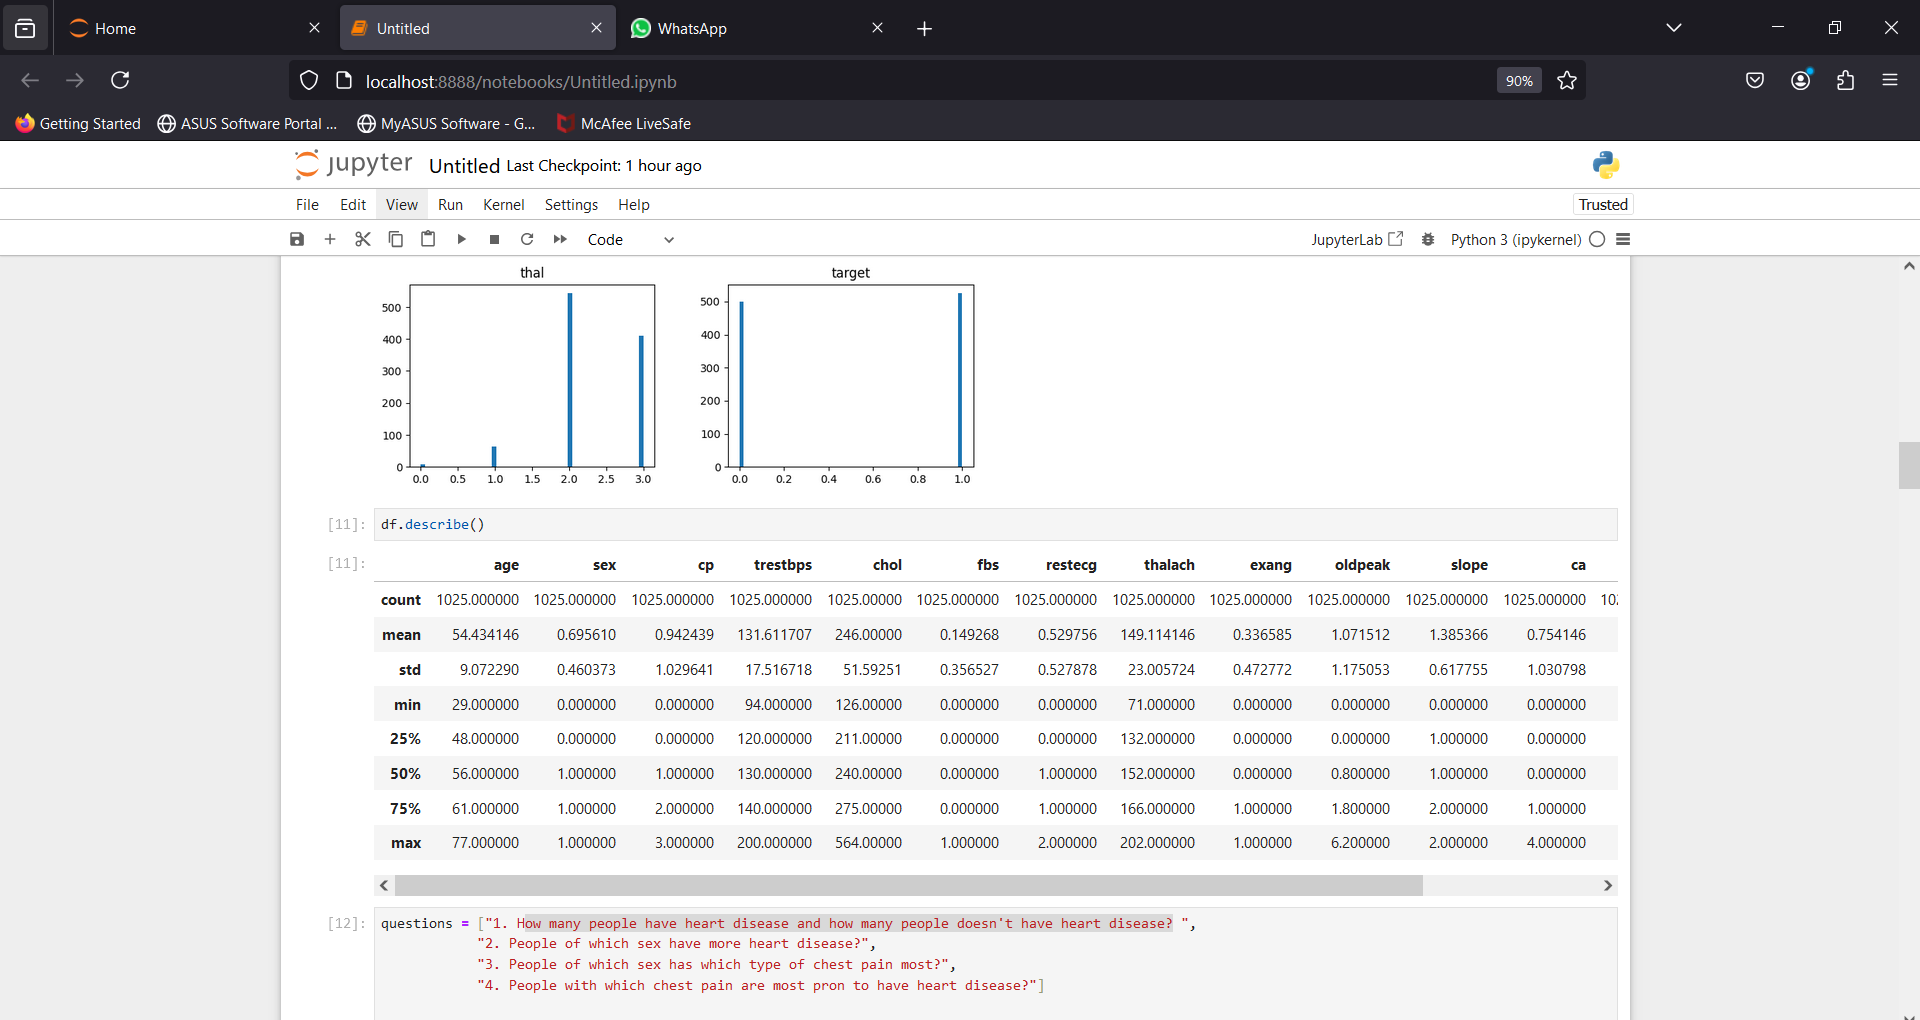 Home
Untitled
WhatsApp
localhost:8888/notebooks/Untitled.ipynb
90%
Getting Started
ASUS Software Portal ...
MyASUS Software - G...
McAfee LiveSafe
jupyter Untitled Last Checkpoint: 1 hour ago
File Edit View Run Kernel Settings Help
Trusted
Code
JupyterLab
Python 3 (ipykernel)
thal
500
400
300
200
100
0
0.0 0.5 1.0 1.5 2.0 2.5 3.0
target
500
400
300
200
100
0
0.0 0.2 0.4 0.6 0.8 1.0
[11]: df.describe()
[11]:
age sex cp trestbps chol fbs restecg thalach exang oldpeak slope ca
count 1025.000000 1025.000000 1025.000000 1025.000000 1025.00000 1025.000000 1025.000000 1025.000000 1025.000000 1025.000000 1025.000000 1025.000000 10
mean 54.434146 0.695610 0.942439 131.611707 246.00000 0.149268 0.529756 149.114146 0.336585 1.071512 1.385366 0.754146
std 9.072290 0.460373 1.029641 17.516718 51.59251 0.356527 0.527878 23.005724 0.472772 1.175053 0.617755 1.030798
min 29.000000 0.000000 0.000000 94.000000 126.00000 0.000000 0.000000 71.000000 0.000000 0.000000 0.000000 0.000000
25% 48.000000 0.000000 0.000000 120.000000 211.00000 0.000000 0.000000 132.000000 0.000000 0.000000 1.000000 0.000000
50% 56.000000 1.000000 1.000000 130.000000 240.00000 0.000000 1.000000 152.000000 0.000000 0.800000 1.000000 0.000000
75% 61.000000 1.000000 2.000000 140.000000 275.00000 0.000000 1.000000 166.000000 1.000000 1.800000 2.000000 1.000000
max 77.000000 1.000000 3.000000 200.000000 564.00000 1.000000 2.000000 202.000000 1.000000 6.200000 2.000000 4.000000
[12]: questions = ["1. How many people have heart disease and how many people doesn't have heart disease? ",
"2. People of which sex have more heart disease?",
"3. People of which sex has which type of chest pain most?",
"4. People with which chest pain are most pron to have heart disease?"]